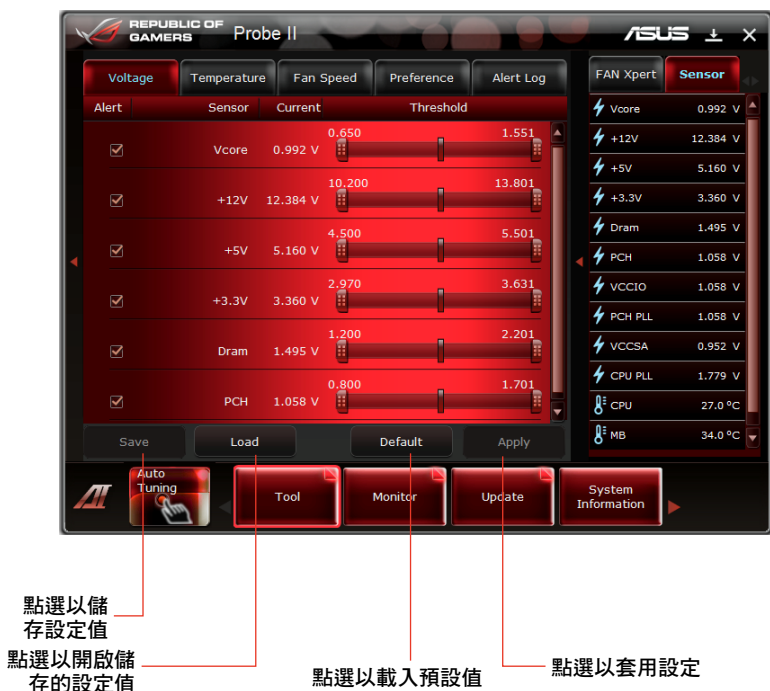 REPUBLIC OF
GAMERS
Probe II
ASUS
Voltage Temperature Fan Speed Preference Alert Log
Alert Sensor Current Threshold
Vcore 0.992 V 0.650 1.551
+12V 12.384 V 10.200 13.801
+5V 5.160 V 4.500 5.501
+3.3V 3.360 V 2.970 3.631
Dram 1.495 V 1.200 2.201
PCH 1.058 V 0.800 1.701
Save Load Default Apply
FAN Xpert Sensor
Vcore 0.992 V
+12V 12.384 V
+5V 5.160 V
+3.3V 3.360 V
Dram 1.495 V
PCH 1.058 V
VCCIO 1.058 V
PCH PLL 1.058 V
VCCSA 0.952 V
CPU PLL 1.779 V
CPU 27.0 ºC
MB 34.0 ºC
Auto
Tuning
Tool
Monitor
Update
System
Information
點選以儲
存設定值
點選以開啟儲
存的設定值
點選以載入預設值
點選以套用設定